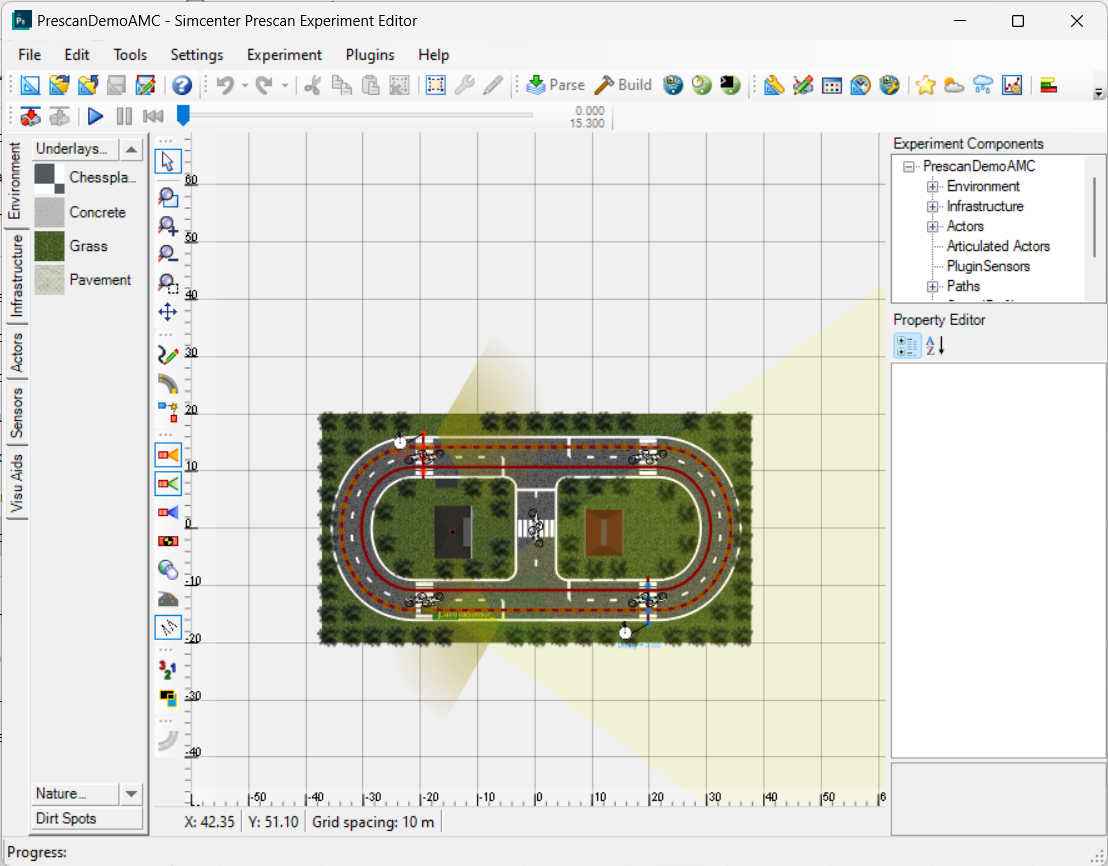 PrescanDemoAMC - Simcenter Prescan Experiment Editor
File Edit Tools Settings Experiment Plugins Help
Parse Build
0.000
15.300
Environment
Infrastructure
Actors
Sensors
Visu Aids
Underlays...
Chesspla...
Concrete
Grass
Pavement
Nature...
Dirt Spots
60
50
40
30
20
10
0
-10
-20
-30
-40
-50 -40 -30 -20 -10 0 10 20 30 40 50 6
X: 42.35 Y: 51.10 Grid spacing: 10 m
Experiment Components
PrescanDemoAMC
Environment
Infrastructure
Actors
Articulated Actors
PluginSensors
Paths
Property Editor
Progress: